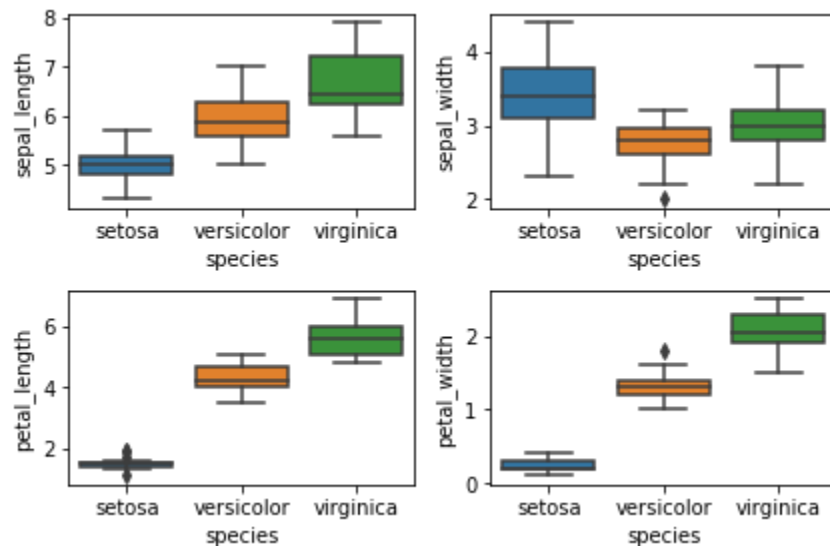 sepal_length
8
7
6
5
setosa versicolor virginica
species
sepal_width
4
3
2
setosa versicolor virginica
species
petal_length
6
4
2
setosa versicolor virginica
species
petal_width
2
1
0
setosa versicolor virginica
species